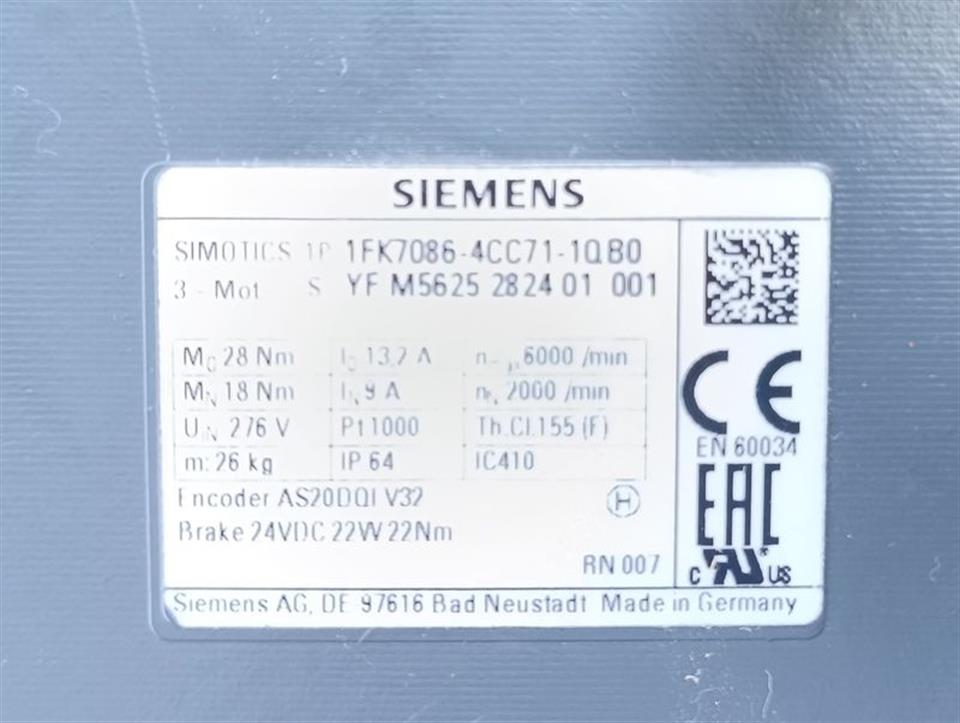 SIEMENS
SIMOTICS 1P 1FK7086-4CC71-1QB0
3 - Mot S YF M5625 2824 01 001
M0 28 Nm I0 13,2 A n 6000 /min
MN 18 Nm IN 9 A nN 2000 /min
UIN 276 V Pt1000 Th.Cl.155 (F)
m: 26 kg IP 64 IC410
CE
EN 60034
Encoder AS20DQI V32 H
Brake 24VDC 22W 22Nm
EAC
RN 007
C US
Siemens AG, DE-97616 Bad Neustadt Made in Germany